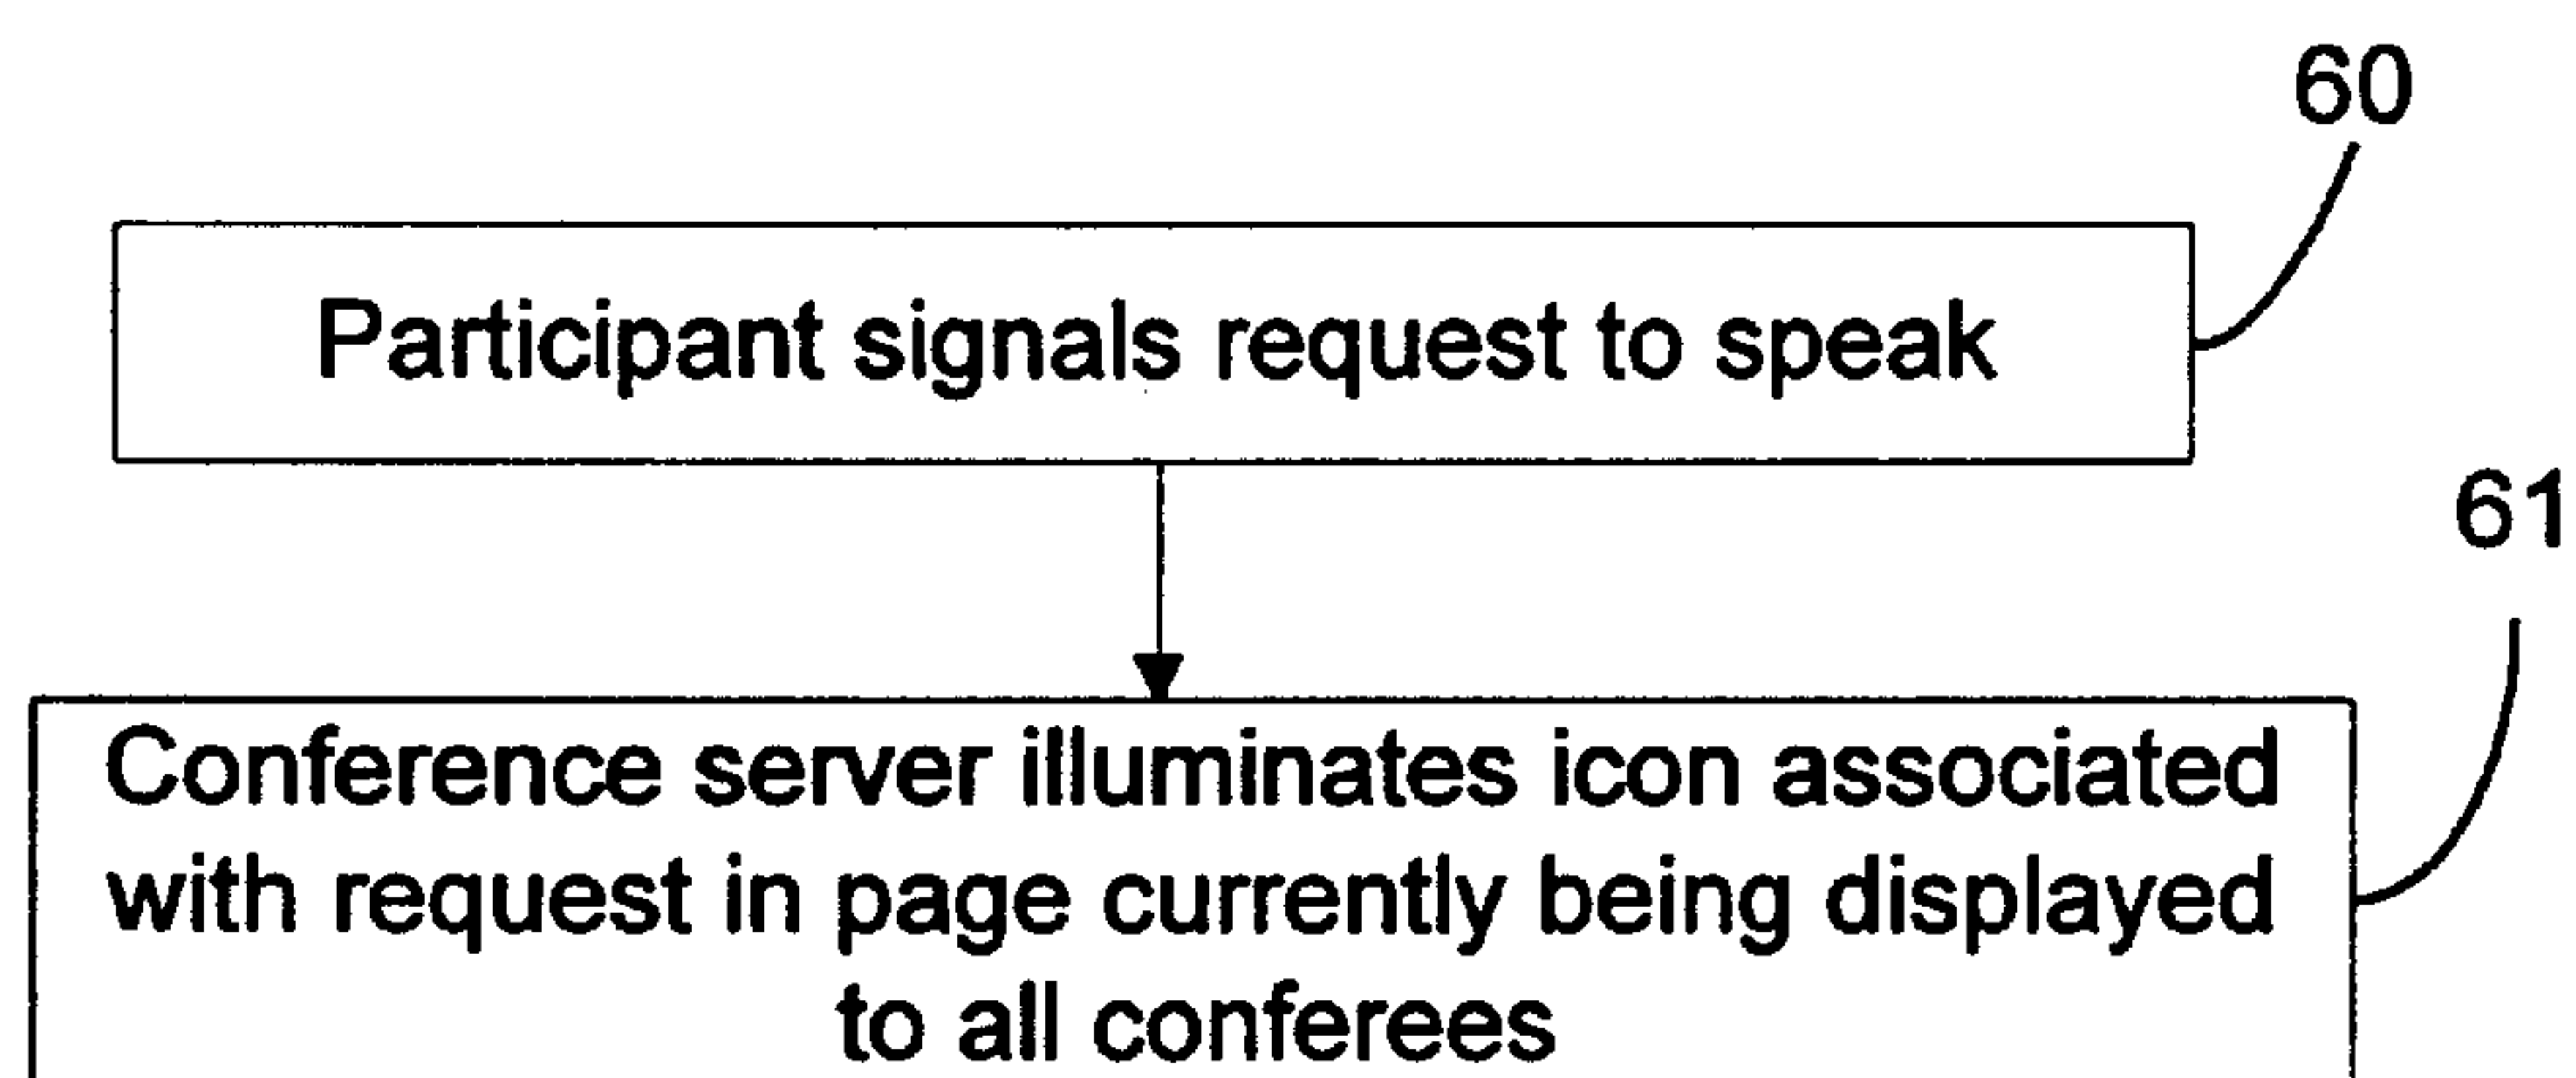 60
Participant signals request to speak
61
Conference server illuminates icon associated
with request in page currently being displayed
to all conferees